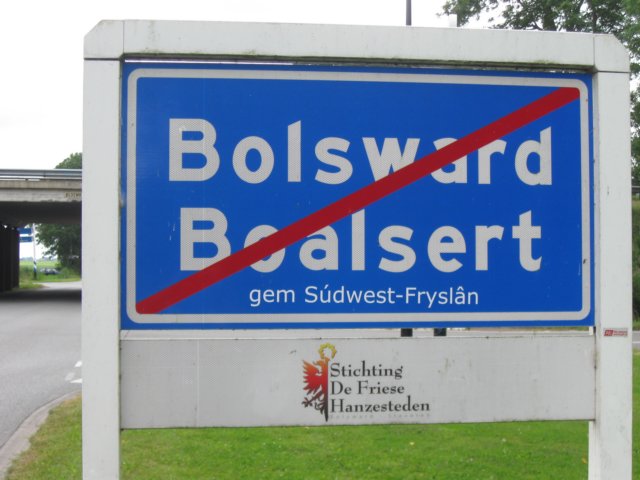 Bolsward
Boalsert
gem Súdwest-Fryslân
Stichting
De Friese
Hanzesteden